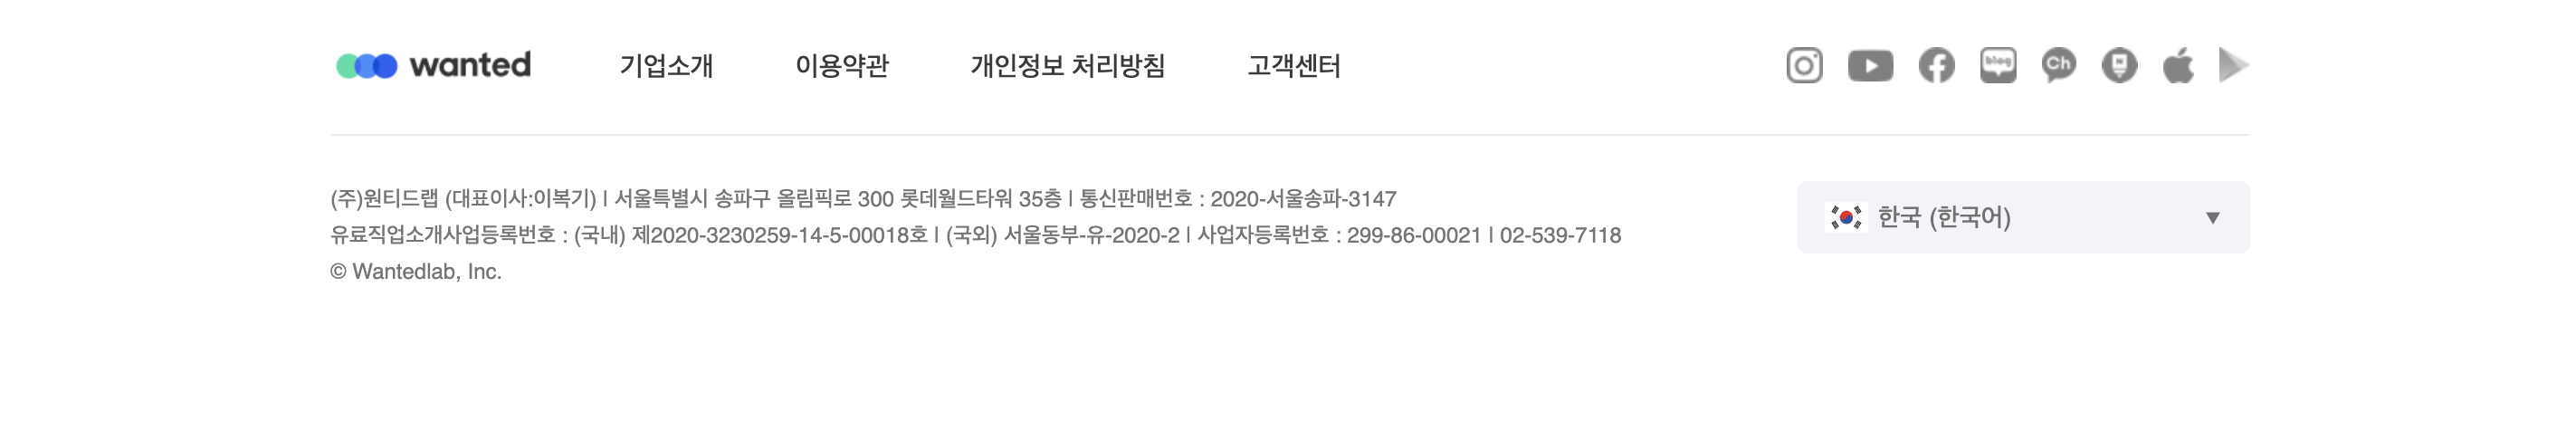 wanted 기업소개 이용약관 개인정보 처리방침 고객센터 blog Ch
(주)원티드랩 (대표이사:이복기) | 서울특별시 송파구 올림픽로 300 롯데월드타워 35층 | 통신판매번호 : 2020-서울송파-3147
유료직업소개사업등록번호 : (국내) 제2020-3230259-14-5-00018호 | (국외) 서울동부-유-2020-2 | 사업자등록번호 : 299-86-00021 | 02-539-7118
© Wantedlab, Inc.
한국 (한국어)